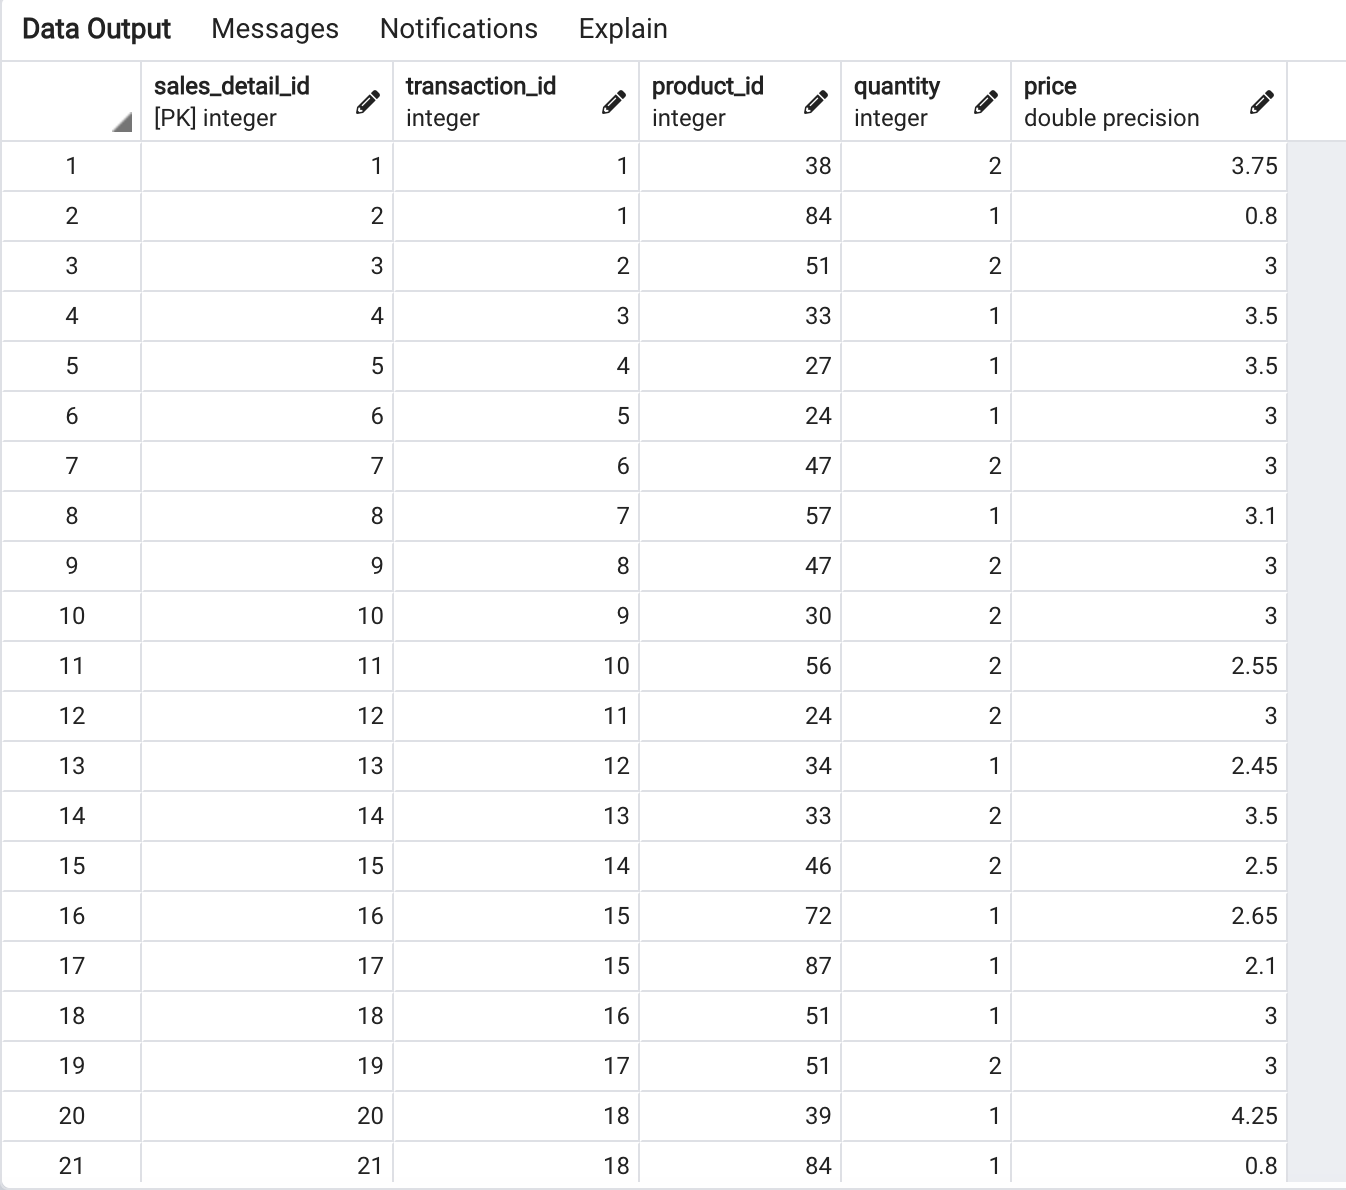 Data Output Messages Notifications Explain
sales_detail_id transaction_id product_id quantity price
[PK] integer integer integer integer double precision
1 1 1 38 2 3.75
2 2 1 84 1 0.8
3 3 2 51 2 3
4 4 3 33 1 3.5
5 5 4 27 1 3.5
6 6 5 24 1 3
7 7 6 47 2 3
8 8 7 57 1 3.1
9 9 8 47 2 3
10 10 9 30 2 3
11 11 10 56 2 2.55
12 12 11 24 2 3
13 13 12 34 1 2.45
14 14 13 33 2 3.5
15 15 14 46 2 2.5
16 16 15 72 1 2.65
17 17 15 87 1 2.1
18 18 16 51 1 3
19 19 17 51 2 3
20 20 18 39 1 4.25
21 21 18 84 1 0.8